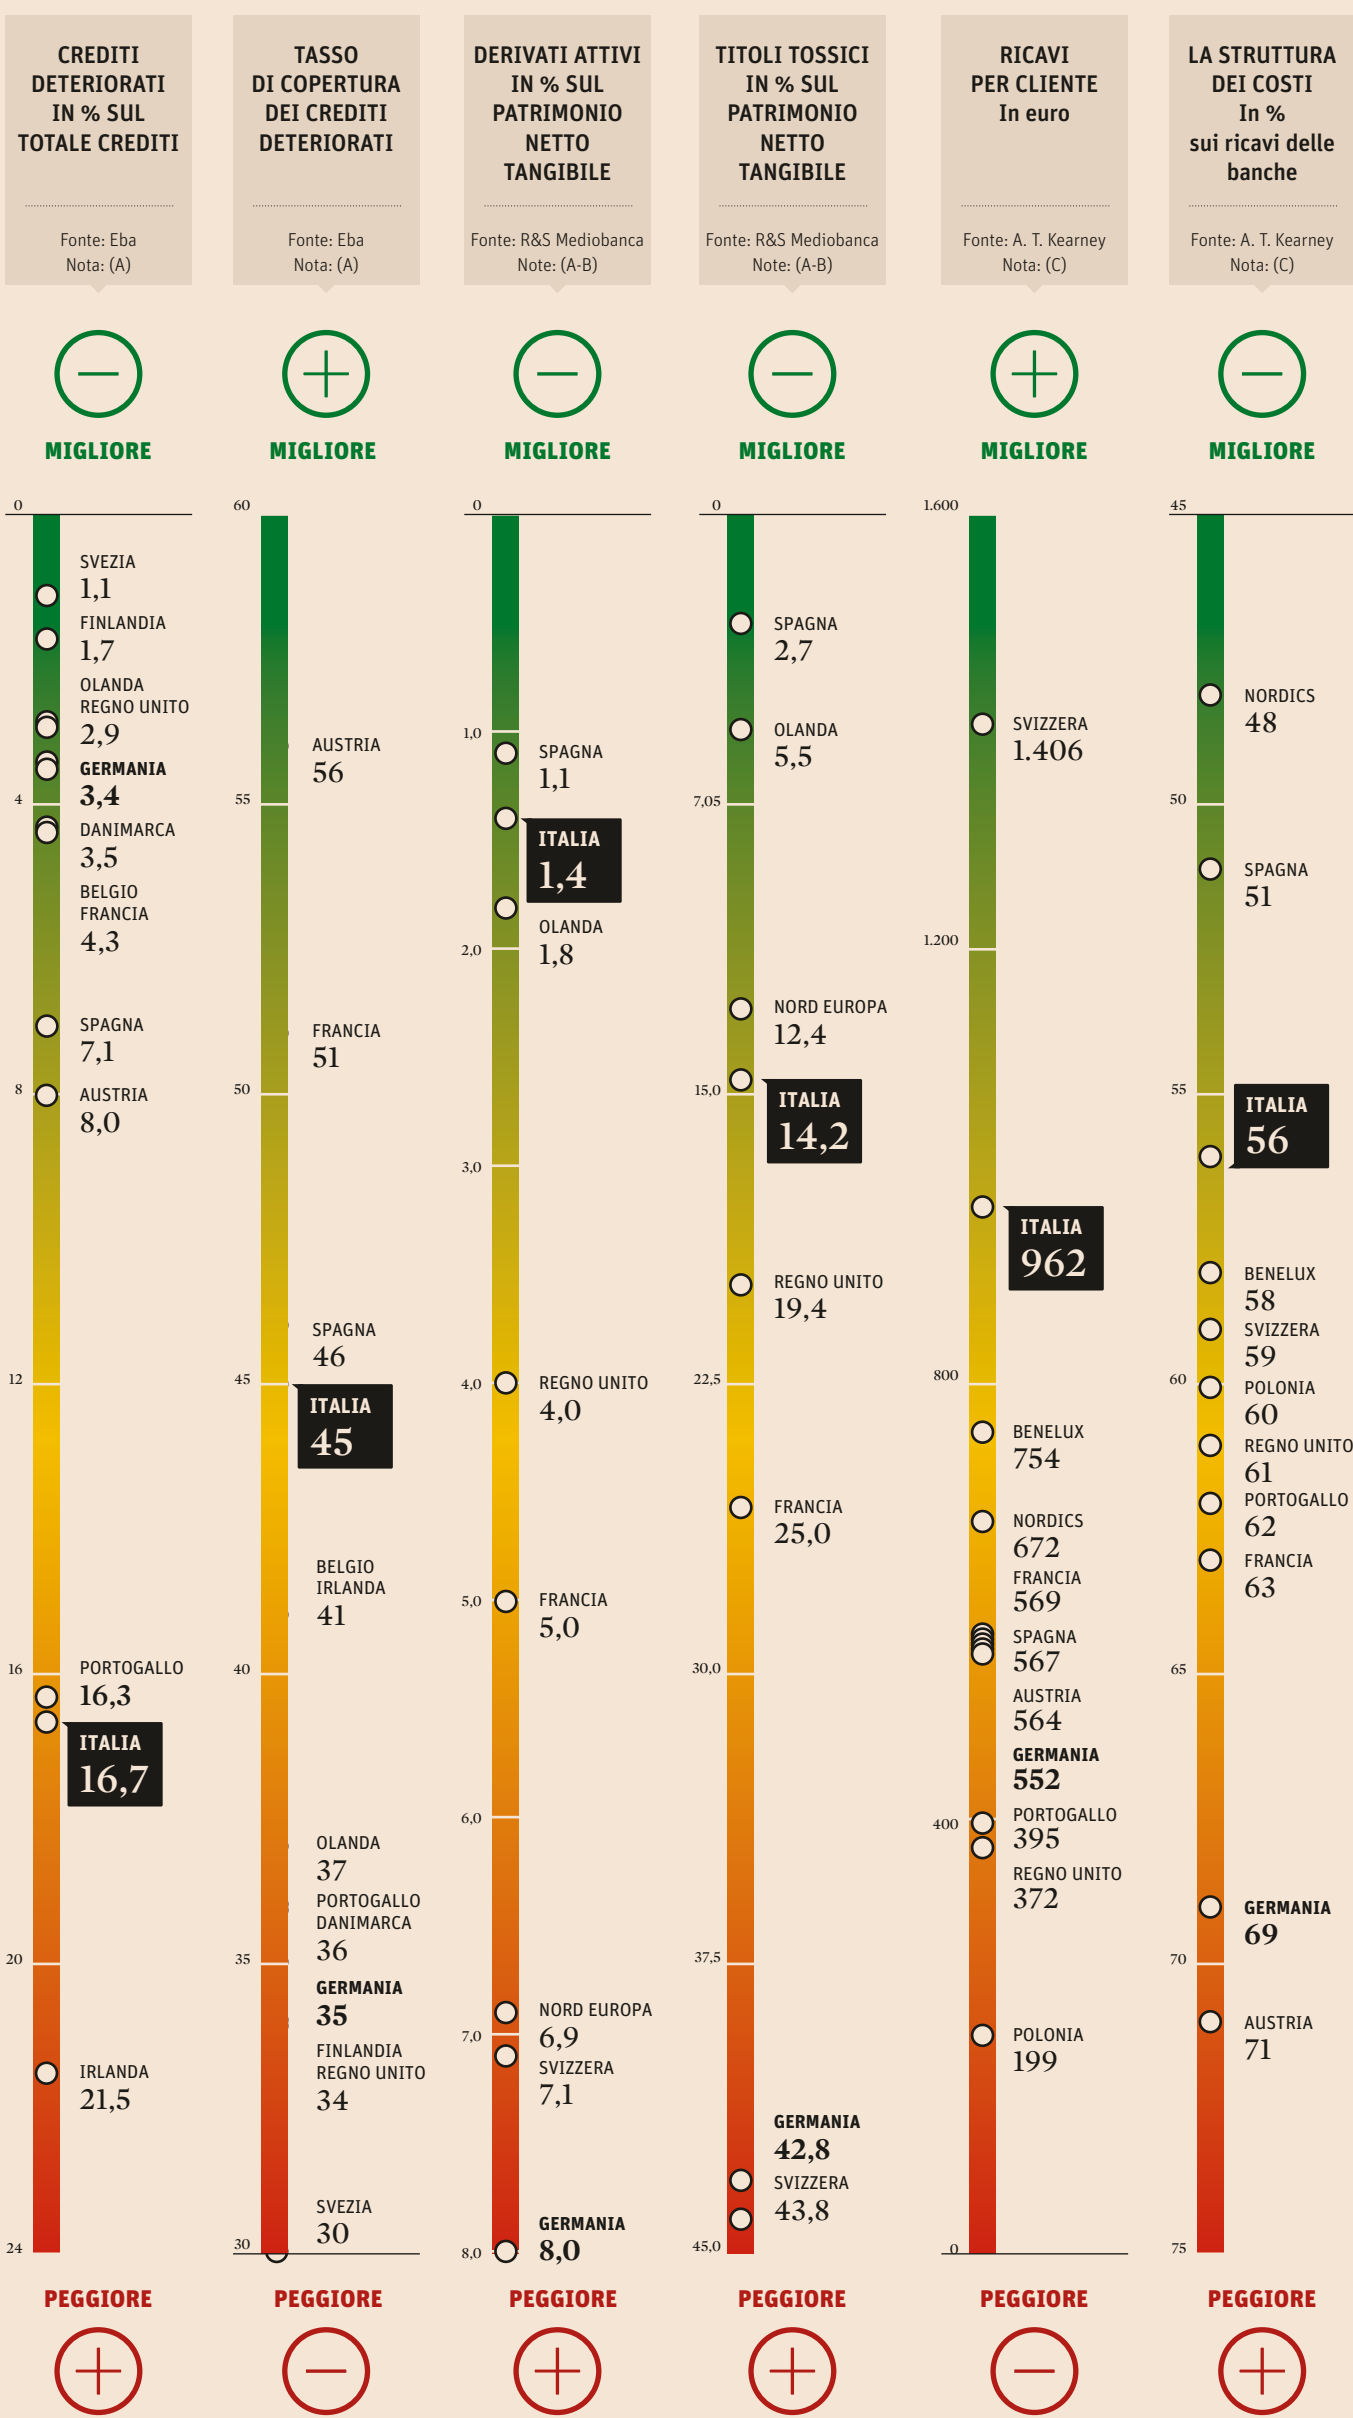 CREDITI
DETERIORATI
IN % SUL
TOTALE CREDITI
Fonte: Eba
Nota: (A)
MIGLIORE
0
SVEZIA
1,1
FINLANDIA
1,7
OLANDA
REGNO UNITO
2,9
GERMANIA
3,4
4
DANIMARCA
3,5
BELGIO
FRANCIA
4,3
SPAGNA
7,1
8
AUSTRIA
8,0
12
16
PORTOGALLO
16,3
ITALIA
16,7
20
IRLANDA
21,5
24
PEGGIORE
TASSO
DI COPERTURA
DEI CREDITI
DETERIORATI
Fonte: Eba
Nota: (A)
MIGLIORE
60
AUSTRIA
56
55
FRANCIA
51
50
SPAGNA
46
45
ITALIA
45
BELGIO
IRLANDA
41
40
OLANDA
37
PORTOGALLO
DANIMARCA
36
35
GERMANIA
35
FINLANDIA
REGNO UNITO
34
SVEZIA
30
30
PEGGIORE
DERIVATI ATTIVI
IN % SUL
PATRIMONIO
NETTO
TANGIBILE
Fonte: R&S Mediobanca
Note: (A-B)
MIGLIORE
0
1,0
SPAGNA
1,1
ITALIA
1,4
OLANDA
1,8
2,0
3,0
4,0
REGNO UNITO
4,0
5,0
FRANCIA
5,0
6,0
NORD EUROPA
6,9
7,0
SVIZZERA
7,1
GERMANIA
8,0
8,0
PEGGIORE
TITOLI TOSSICI
IN % SUL
PATRIMONIO
NETTO
TANGIBILE
Fonte: R&S Mediobanca
Note: (A-B)
MIGLIORE
0
SPAGNA
2,7
OLANDA
5,5
7,05
NORD EUROPA
12,4
15,0
ITALIA
14,2
REGNO UNITO
19,4
22,5
FRANCIA
25,0
30,0
37,5
GERMANIA
42,8
SVIZZERA
43,8
45,0
PEGGIORE
RICAVI
PER CLIENTE
In euro
Fonte: A. T. Kearney
Nota: (C)
MIGLIORE
1.600
SVIZZERA
1.406
1.200
ITALIA
962
800
BENELUX
754
NORDICS
672
FRANCIA
569
SPAGNA
567
AUSTRIA
564
GERMANIA
552
400
PORTOGALLO
395
REGNO UNITO
372
POLONIA
199
0
PEGGIORE
LA STRUTTURA
DEI COSTI
In %
sui ricavi delle
banche
Fonte: A. T. Kearney
Nota: (C)
MIGLIORE
45
NORDICS
48
50
SPAGNA
51
55
ITALIA
56
BENELUX
58
SVIZZERA
59
60
POLONIA
60
REGNO UNITO
61
PORTOGALLO
62
FRANCIA
63
65
GERMANIA
69
70
AUSTRIA
71
75
PEGGIORE